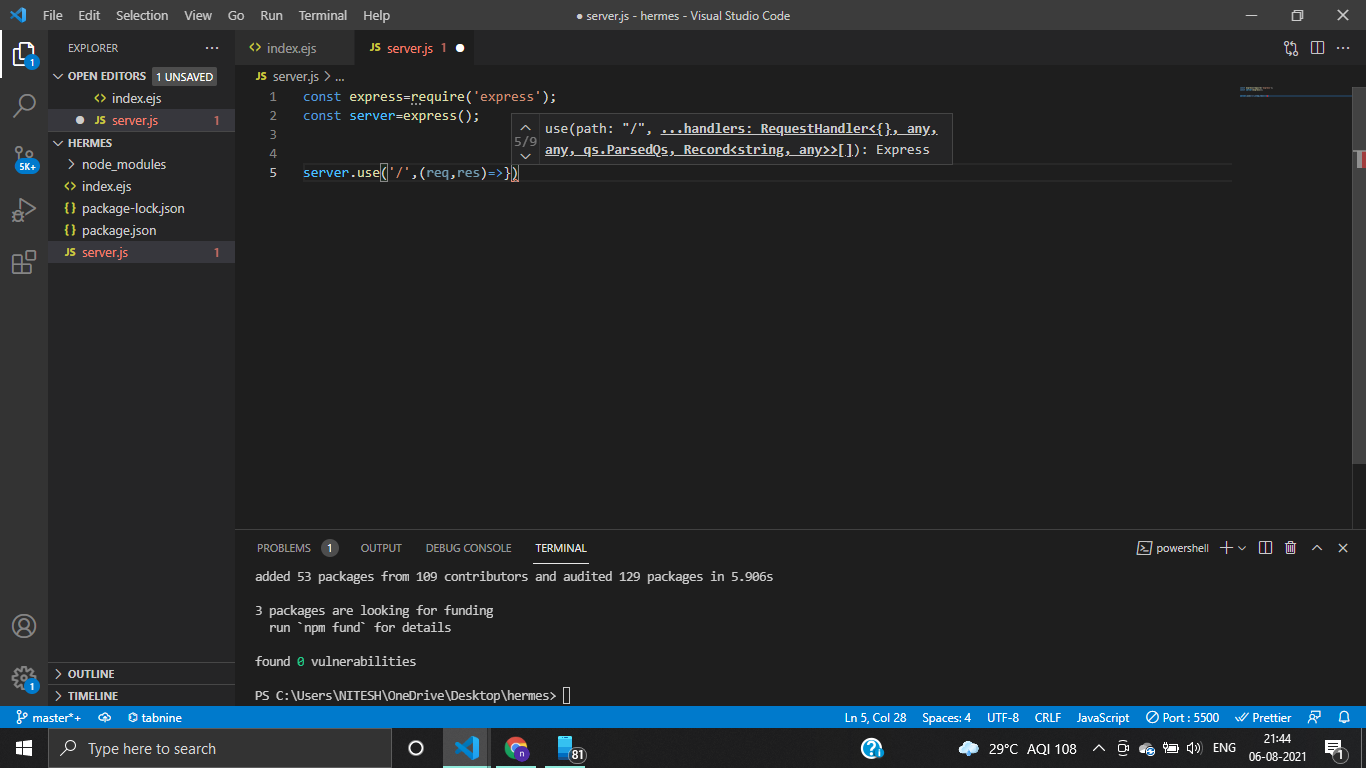 File Edit Selection View Go Run Terminal Help
● server.js - hermes - Visual Studio Code
EXPLORER
OPEN EDITORS 1 UNSAVED
index.ejs
JS server.js 1
HERMES
node_modules
index.ejs
{} package-lock.json
{} package.json
JS server.js 1
OUTLINE
TIMELINE
1
5K+
1
index.ejs
JS server.js 1
JS server.js > ...
1 const express=require('express');
2 const server=express();
3
4
5 server.use('/',(req,res)=>})
5/9
use(path: "/", ...handlers: RequestHandler<{}, any,
any, qs.ParsedQs, Record<string, any>>[]): Express
PROBLEMS 1 OUTPUT DEBUG CONSOLE TERMINAL
powershell
added 53 packages from 109 contributors and audited 129 packages in 5.906s
3 packages are looking for funding
run `npm fund` for details
found 0 vulnerabilities
PS C:\Users\NITESH\OneDrive\Desktop\hermes>
master*+ tabnine
Ln 5, Col 28 Spaces: 4 UTF-8 CRLF JavaScript Port : 5500 Prettier
Type here to search
n
81
29°C AQI 108
ENG
21:44
06-08-2021
1